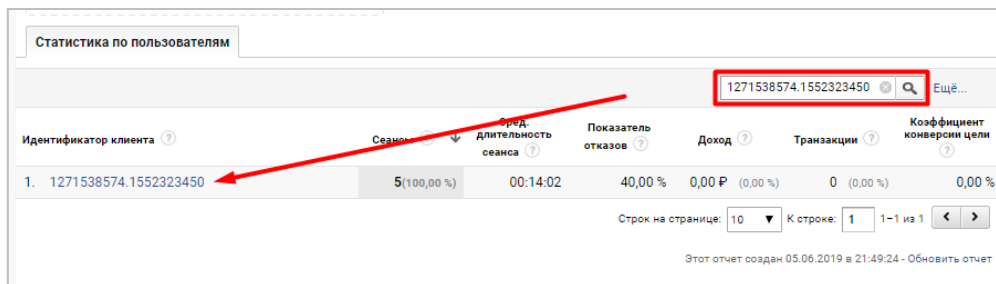 Статистика по пользователям
1271538574.1552323450 Ещё...
Идентификатор клиента ? Сеансы ? Сред. длительность сеанса ? Показатель отказов ? Доход ? Транзакции ? Коэффициент конверсии цели ?
1. 1271538574.1552323450 5(100,00 %) 00:14:02 40,00 % 0,00 ₽ (0,00 %) 0 (0,00 %) 0,00 %
Строк на странице: 10 К строке: 1 1–1 из 1
Этот отчет создан 05.06.2019 в 21:49:24 - Обновить отчет